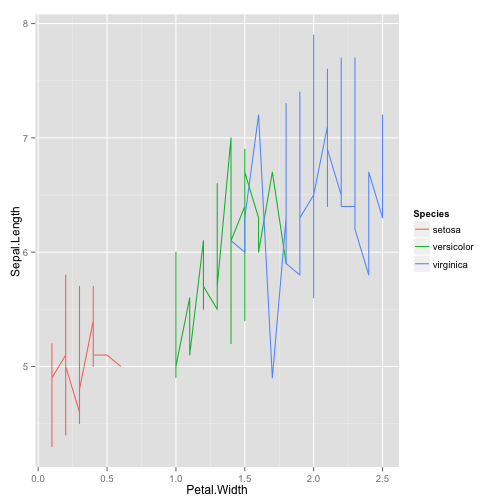 8
7
6
5
Sepal.Length
0.0 0.5 1.0 1.5 2.0 2.5
Petal.Width
Species
setosa
versicolor
virginica